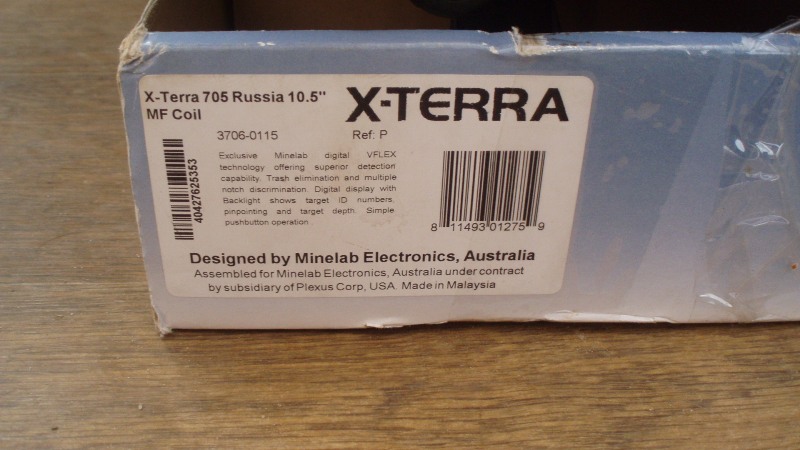 X-Terra 705 Russia 10.5"
MF Coil
X-TERRA
3706-0115
Ref: P
Exclusive Minelab digital VFLEX
technology offering superior detection
capability. Trash elimination and multiple
notch discrimination. Digital display with
Backlight shows target ID numbers,
pinpointing and target depth. Simple
pushbutton operation.
40427625353
8 11493 01275 9
Designed by Minelab Electronics, Australia
Assembled for Minelab Electronics, Australia under contract
by subsidiary of Plexus Corp, USA. Made in Malaysia